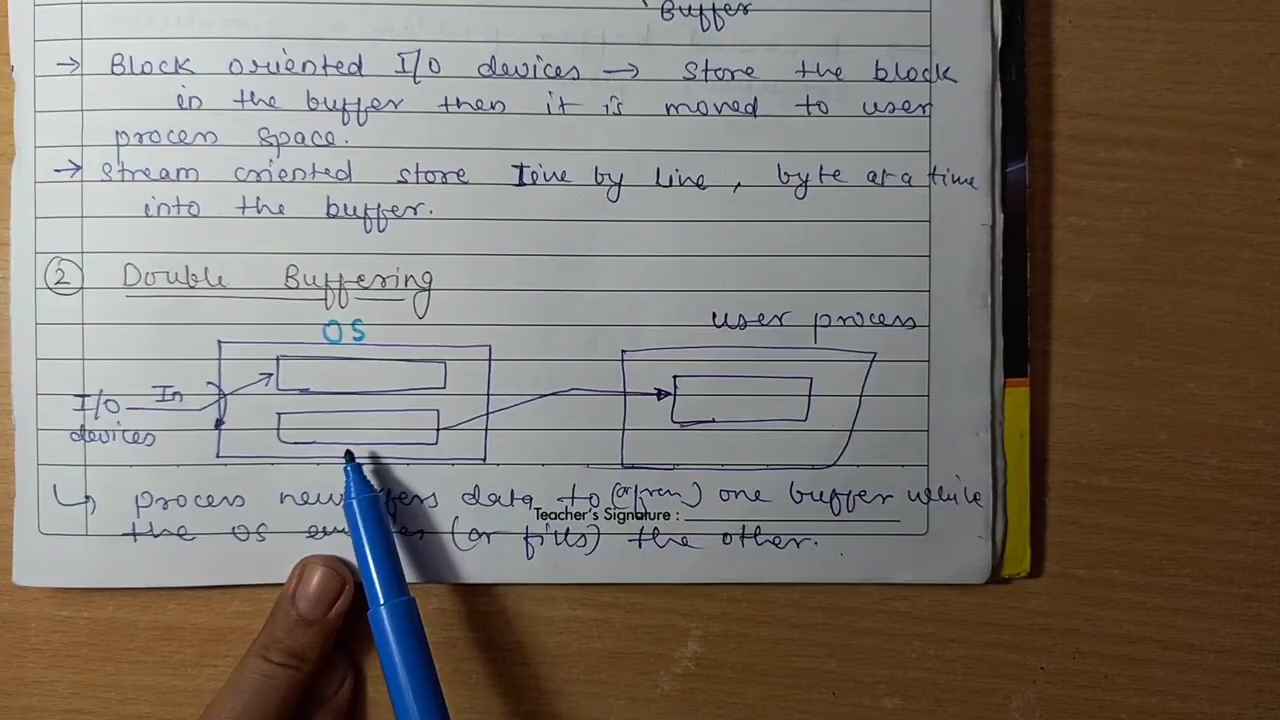 Buffer
→ Block oriented I/O devices → store the block
in the buffer then it is moved to user
process space.
→ stream oriented store line by line, byte at a time
into the buffer.
② Double Buffering
OS
user process
In
I/O
devices
↳ process data to (or from) one buffer while
Teacher's Signature :
the OS (or fills) the other.